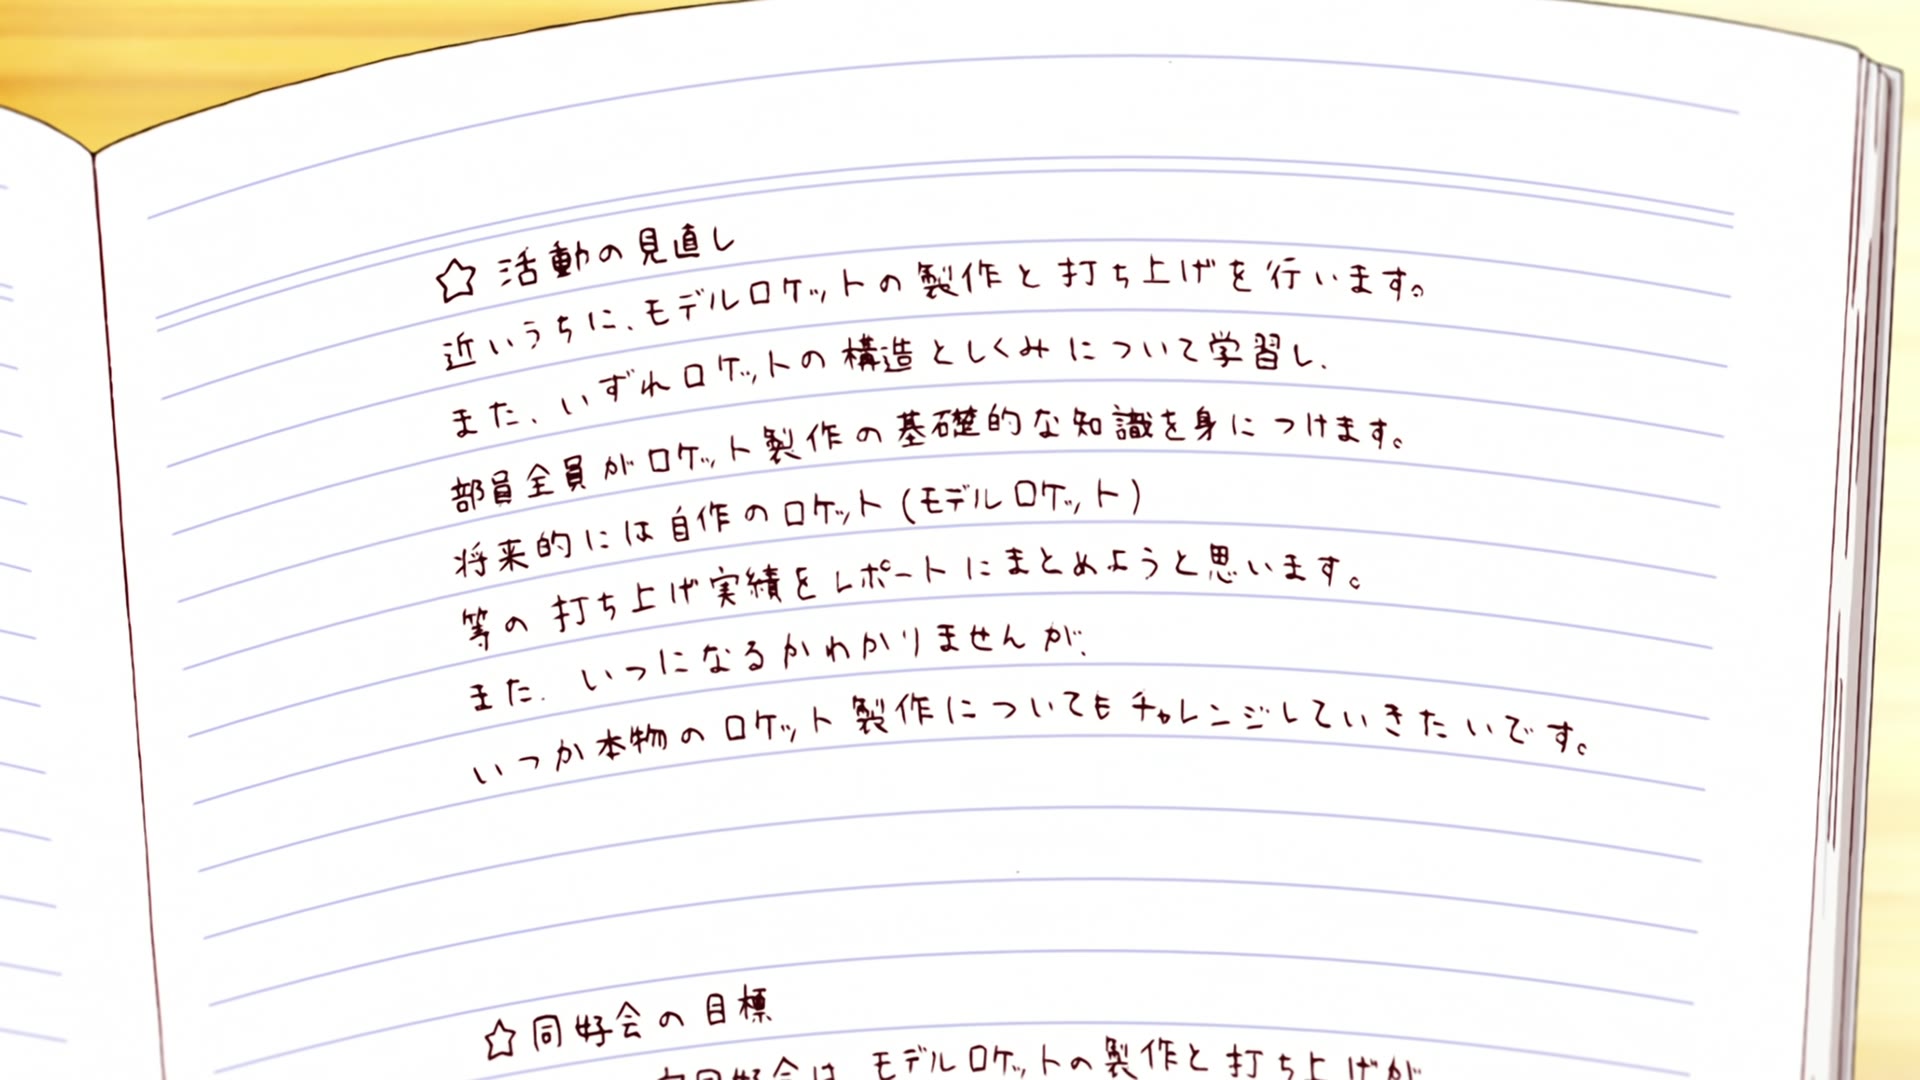 ☆活動の見直し
近いうちに、モデルロケットの製作と打ち上げを行います。
また、いずれロケットの構造としくみについて学習し、
部員全員がロケット製作の基礎的な知識を身につけます。
将来的には自作のロケット(モデルロケット)
等の打ち上げ実績をレポートにまとめようと思います。
また、いつになるかわかりませんが、
いつか本物のロケット製作についてもチャレンジしていきたいです。
☆同好会の目標
同好会は、モデルロケットの製作と打ち上げが